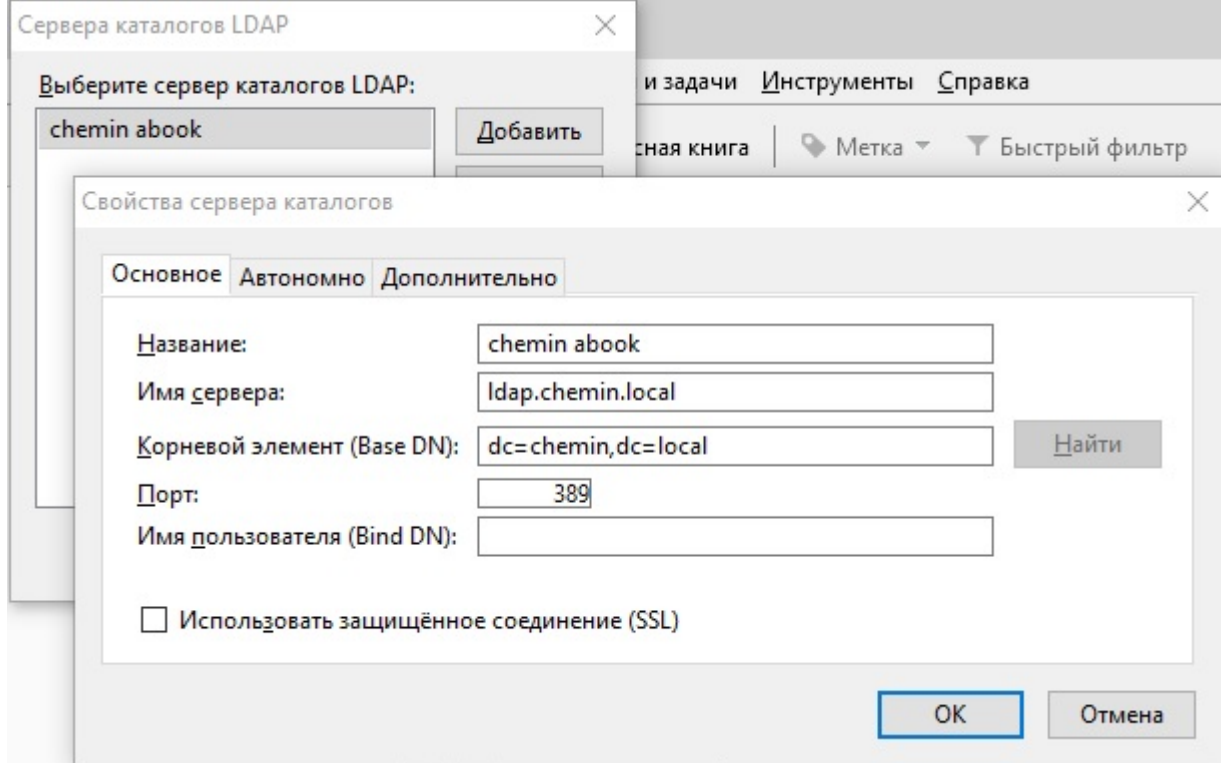 Сервера каталогов LDAP
Выберите сервер каталогов LDAP:
chemin abook
Добавить
и задачи Инструменты Справка
сная книга Метка Быстрый фильтр
Свойства сервера каталогов
Основное Автономно Дополнительно
Название: chemin abook
Имя сервера: ldap.chemin.local
Корневой элемент (Base DN): dc=chemin,dc=local Найти
Порт: 389
Имя пользователя (Bind DN):
Использовать защищённое соединение (SSL)
OK Отмена